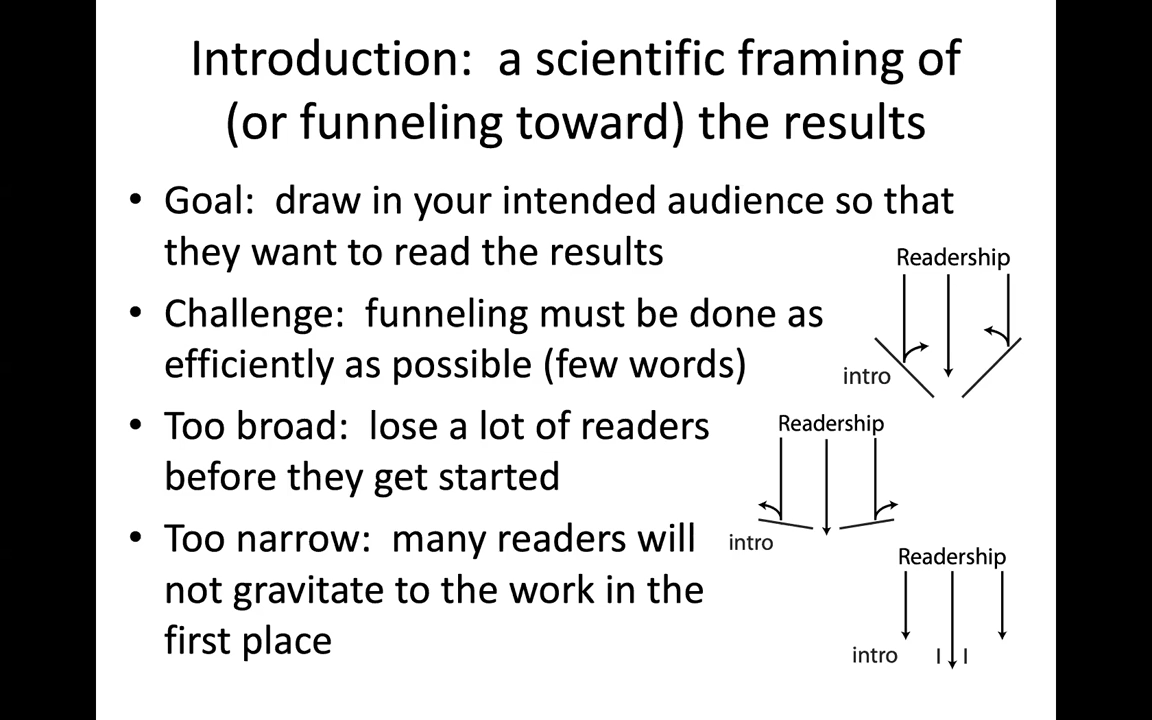 Introduction:  a scientific framing of
(or funneling toward) the results
• Goal:  draw in your intended audience so that
they want to read the results
• Challenge:  funneling must be done as
efficiently as possible (few words)
• Too broad:  lose a lot of readers
before they get started
• Too narrow:  many readers will
not gravitate to the work in the
first place
Readership
intro
Readership
intro
Readership
intro